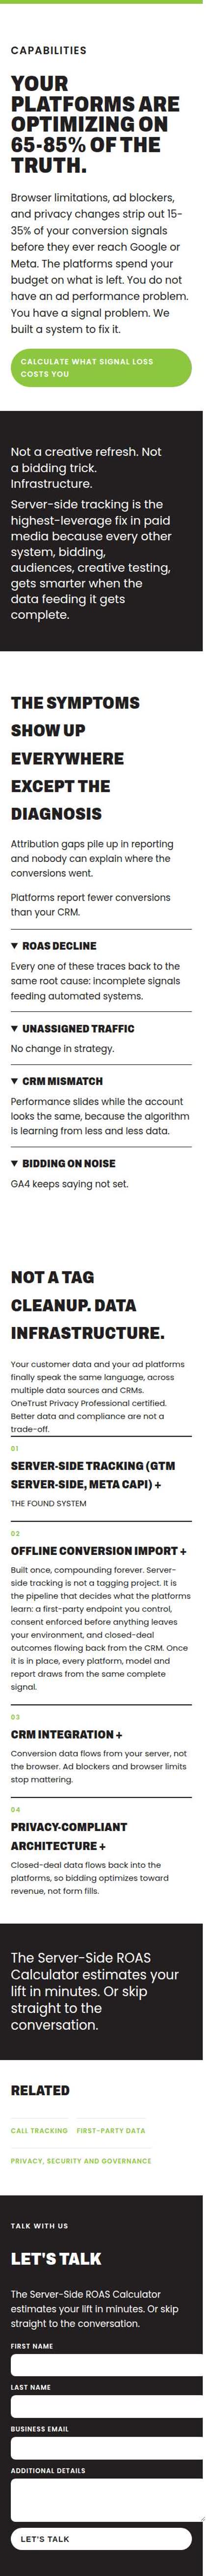 CAPABILITIES
YOUR
PLATFORMS ARE
OPTIMIZING ON
65-85% OF THE
TRUTH.
Browser limitations, ad blockers,
and privacy changes strip out 15-
35% of your conversion signals
before they ever reach Google or
Meta. The platforms spend your
budget on what is left. You do not
have an ad performance problem.
You have a signal problem. We
built a system to fix it.
CALCULATE WHAT SIGNAL LOSS
COSTS YOU
Not a creative refresh. Not
a bidding trick.
Infrastructure.
Server-side tracking is the
highest-leverage fix in paid
media because every other
system, bidding,
audiences, creative testing,
gets smarter when the
data feeding it gets
complete.
THE SYMPTOMS
SHOW UP
EVERYWHERE
EXCEPT THE
DIAGNOSIS
Attribution gaps pile up in reporting
and nobody can explain where the
conversions went.
Platforms report fewer conversions
than your CRM.
▼ ROAS DECLINE
Every one of these traces back to the
same root cause: incomplete signals
feeding automated systems.
▼ UNASSIGNED TRAFFIC
No change in strategy.
▼ CRM MISMATCH
Performance slides while the account
looks the same, because the algorithm
is learning from less and less data.
▼ BIDDING ON NOISE
GA4 keeps saying not set.
NOT A TAG
CLEANUP. DATA
INFRASTRUCTURE.
Your customer data and your ad platforms
finally speak the same language, across
multiple data sources and CRMs.
OneTrust Privacy Professional certified.
Better data and compliance are not a
trade-off.
01
SERVER-SIDE TRACKING (GTM
SERVER-SIDE, META CAPI) +
THE FOUND SYSTEM
02
OFFLINE CONVERSION IMPORT +
Built once, compounding forever. Server-
side tracking is not a tagging project. It is
the pipeline that decides what the platforms
learn: a first-party endpoint you control,
consent enforced before anything leaves
your environment, and closed-deal
outcomes flowing back from the CRM. Once
it is in place, every platform, model and
report draws from the same complete
signal.
03
CRM INTEGRATION +
Conversion data flows from your server, not
the browser. Ad blockers and browser limits
stop mattering.
04
PRIVACY-COMPLIANT
ARCHITECTURE +
Closed-deal data flows back into the
platforms, so bidding optimizes toward
revenue, not form fills.
The Server-Side ROAS
Calculator estimates your
lift in minutes. Or skip
straight to the
conversation.
RELATED
CALL TRACKING FIRST-PARTY DATA
PRIVACY, SECURITY AND GOVERNANCE
TALK WITH US
LET'S TALK
The Server-Side ROAS Calculator
estimates your lift in minutes. Or skip
straight to the conversation.
FIRST NAME
LAST NAME
BUSINESS EMAIL
ADDITIONAL DETAILS
LET'S TALK